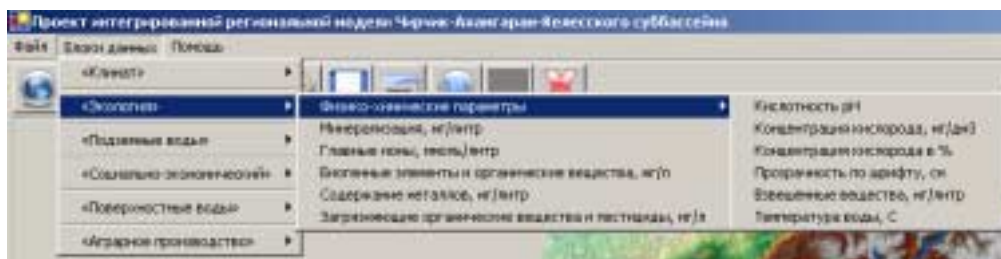 Проект интегрированной региональной модели Чирчик-Ахангаран-Келесского суббассейна
Файл Блоки данных Помощь
«Климат»
«Экология»
«Подземные воды»
«Социально-экономический»
«Поверхностные воды»
«Аграрное производство»
Физико-химические параметры
Минерализация, мг/литр
Главные ионы, ммоль/литр
Биогенные элементы и органические вещества, мг/л
Содержание металлов, мг/литр
Загрязняющие органические вещества и пестициды, мг/л
Кислотность pH
Концентрация кислорода, мг/дм3
Концентрация кислорода в %
Прозрачность по шрифту, см
Взвешенные вещества, мг/литр
Температура воды, С